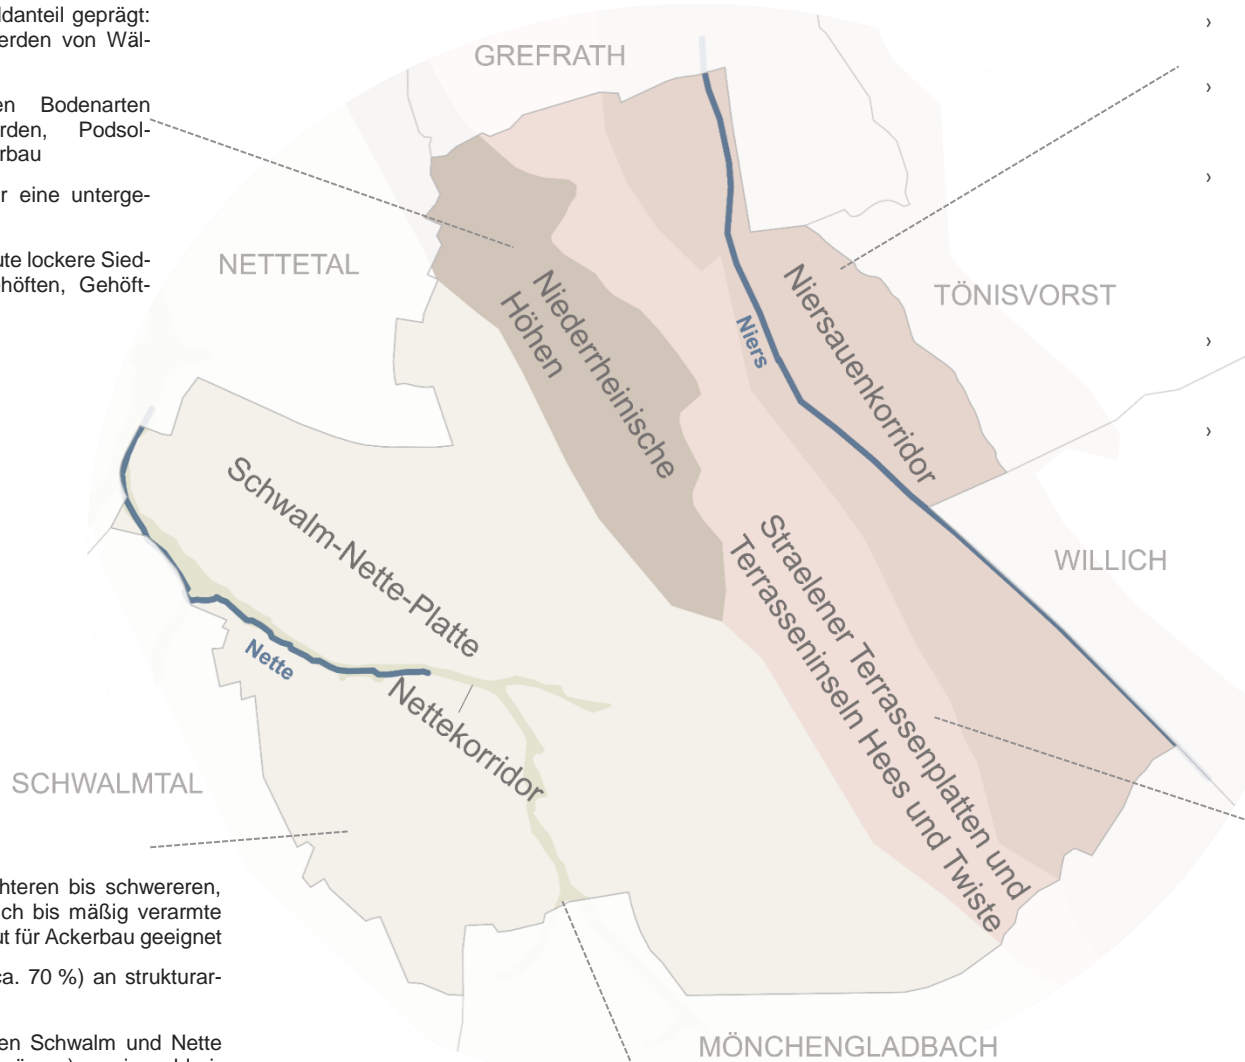 danteil geprägt:
erden von Wäl-
en Bodenarten
rden, Podsol-
rbau
r eine unterge-
ute lockere Sied-
höften, Gehöft-
GREFRATH
NETTETAL
TÖNISVORST
WILLICH
SCHWALMTAL
MÖNCHENGLADBACH
Niederrheinische
Höhen
Niers
Niersauenkorridor
Schwalm-Nette-Platte
Nette
Nettekorridor
Straelener Terrassenplatten und
Terrasseninseln Hees und Twiste
›
›
›
›
›
hteren bis schwereren,
ch bis mäßig verarmte
ut für Ackerbau geeignet
ca. 70 %) an strukturar-
en Schwalm und Nette